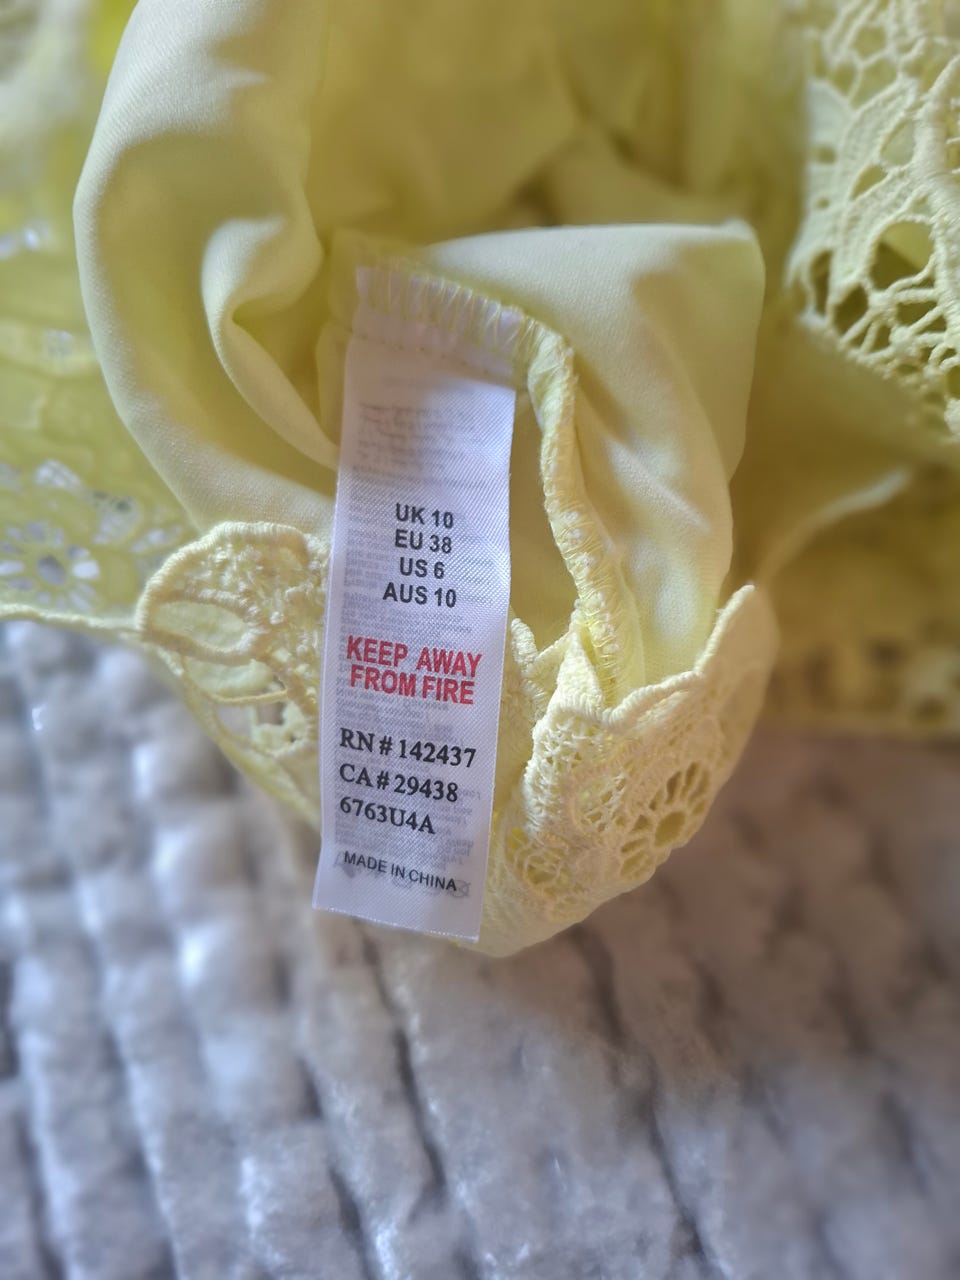 UK 10
EU 38
US 6
AUS 10
KEEP AWAY
FROM FIRE
RN#142437
CA#29438
6763U4A
MADE IN CHINA